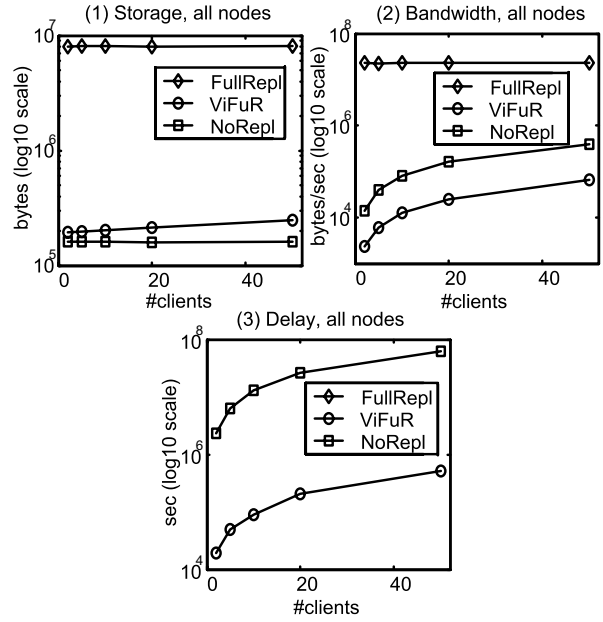 (1) Storage, all nodes
bytes (log10 scale)
10^7
10^6
10^5
FullRepl
ViFuR
NoRepl
0 20 40
#clients
(2) Bandwidth, all nodes
bytes/sec (log10 scale)
10^8
10^6
10^4
FullRepl
ViFuR
NoRepl
0 20 40
#clients
(3) Delay, all nodes
sec (log10 scale)
10^8
10^6
10^4
FullRepl
ViFuR
NoRepl
0 20 40
#clients